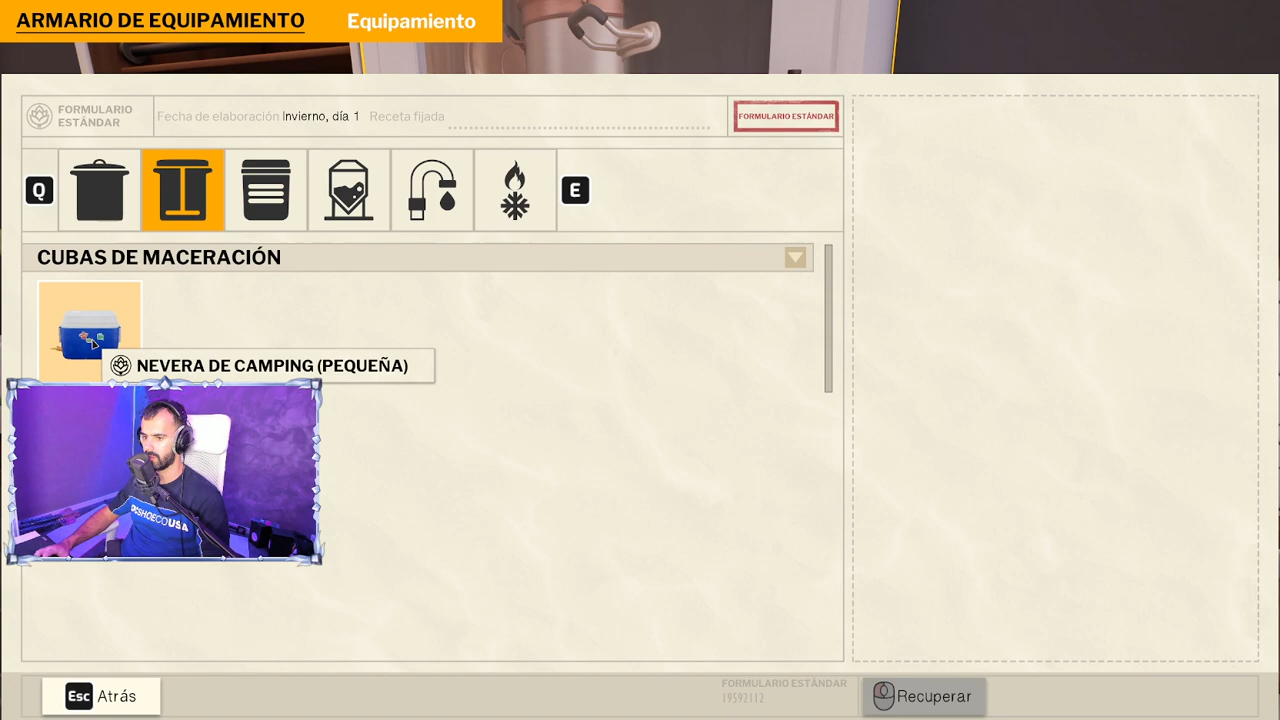 ARMARIO DE EQUIPAMIENTO Equipamiento
FORMULARIO
ESTÁNDAR
Fecha de elaboración Invierno, día 1 Receta fijada
FORMULARIO ESTÁNDAR
Q E
CUBAS DE MACERACIÓN
NEVERA DE CAMPING (PEQUEÑA)
Esc Atrás
FORMULARIO ESTÁNDAR
19592112
Recuperar